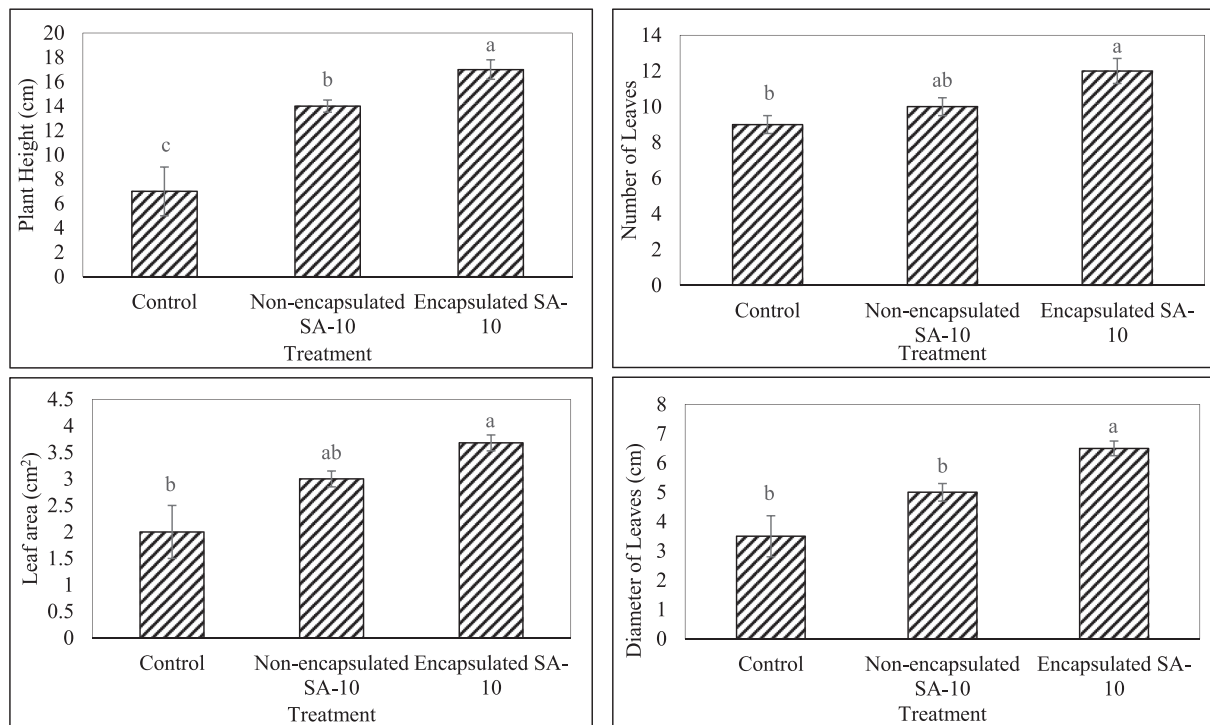 Plant Height (cm)
20
18
16
14
12
10
8
6
4
2
0
c
b
a
Control
Non-encapsulated
SA-10
Encapsulated SA-
10
Treatment
Number of Leaves
14
12
10
8
6
4
2
0
b
ab
a
Control
Non-encapsulated
SA-10
Encapsulated SA-
10
Treatment
Leaf area (cm²)
4.5
4
3.5
3
2.5
2
1.5
1
0.5
0
b
ab
a
Control
Non-encapsulated
SA-10
Encapsulated SA-
10
Treatment
Diameter of Leaves (cm)
8
7
6
5
4
3
2
1
0
b
b
a
Control
Non-encapsulated
SA-10
Encapsulated SA-
10
Treatment